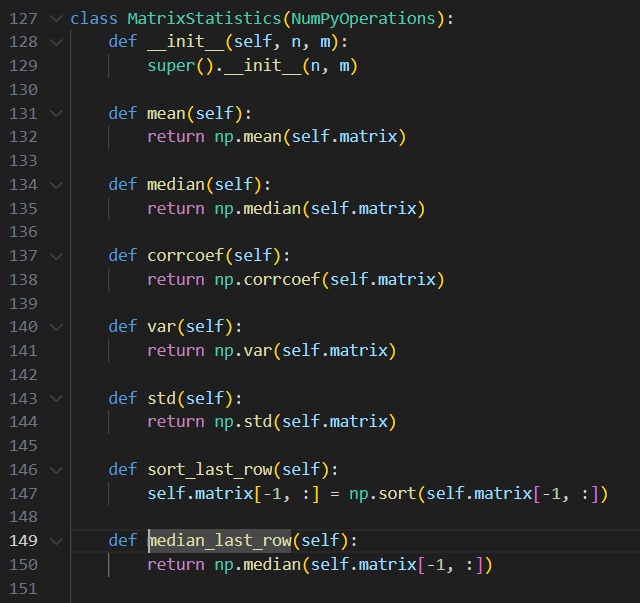 127 class MatrixStatistics(NumPyOperations):
128     def __init__(self, n, m):
129         super().__init__(n, m)
130
131     def mean(self):
132         return np.mean(self.matrix)
133
134     def median(self):
135         return np.median(self.matrix)
136
137     def corrcoef(self):
138         return np.corrcoef(self.matrix)
139
140     def var(self):
141         return np.var(self.matrix)
142
143     def std(self):
144         return np.std(self.matrix)
145
146     def sort_last_row(self):
147         self.matrix[-1, :] = np.sort(self.matrix[-1, :])
148
149     def median_last_row(self):
150         return np.median(self.matrix[-1, :])
151